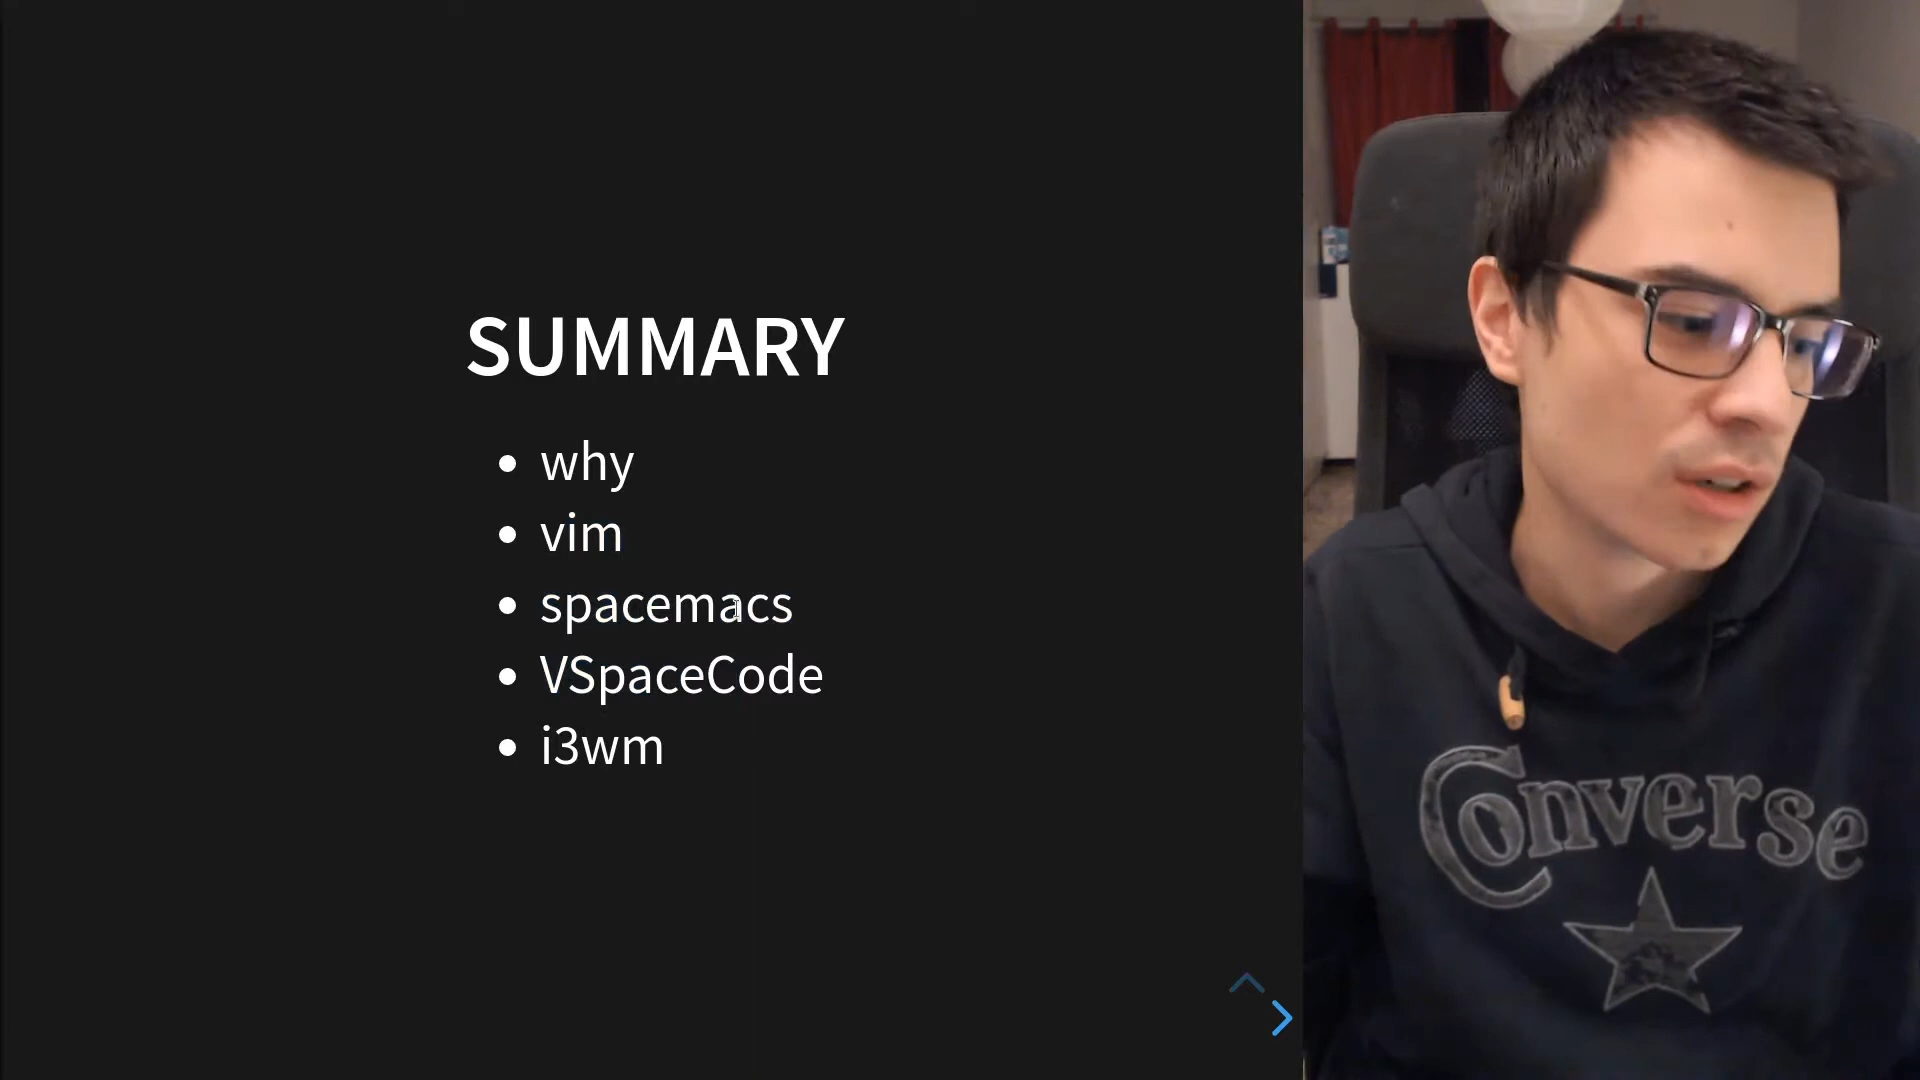 SUMMARY
why
vim
spacemacs
VSpaceCode
i3wm
Converse